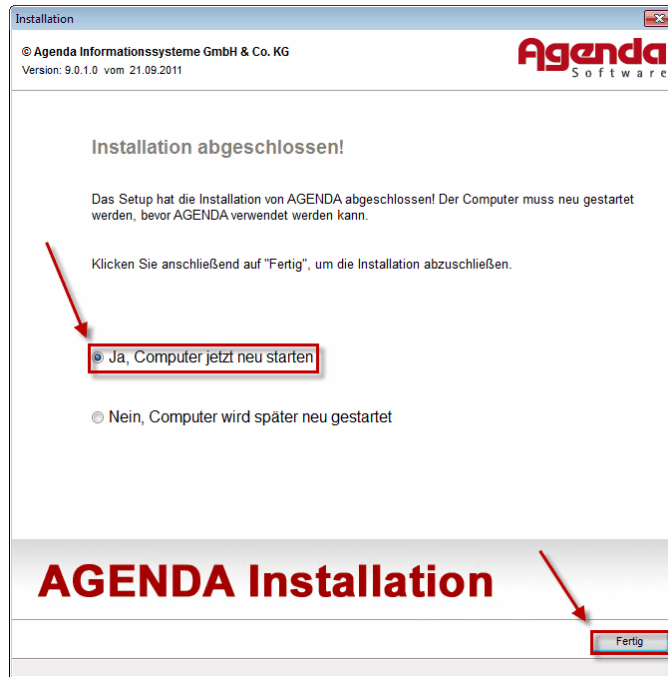 Installation
© Agenda Informationssysteme GmbH & Co. KG
Version: 9.0.1.0 vom 21.09.2011
Agenda
Software
Installation abgeschlossen!
Das Setup hat die Installation von AGENDA abgeschlossen! Der Computer muss neu gestartet
werden, bevor AGENDA verwendet werden kann.
Klicken Sie anschließend auf "Fertig", um die Installation abzuschließen.
Ja, Computer jetzt neu starten
Nein, Computer wird später neu gestartet
AGENDA Installation
Fertig